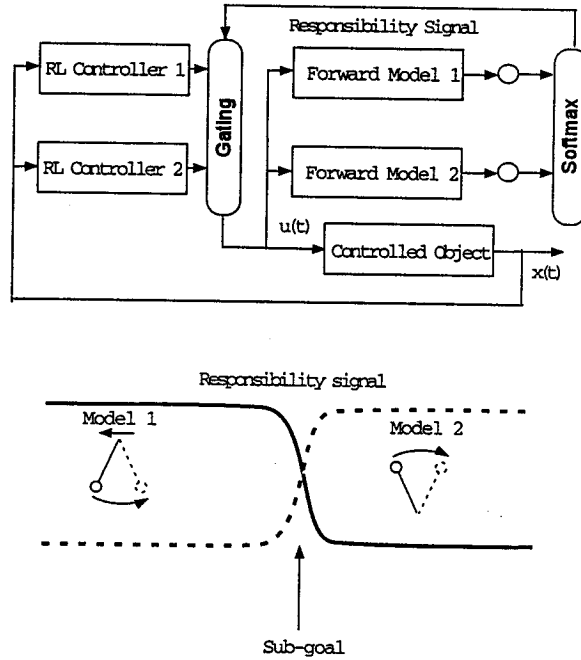 Responsibility Signal
RL Controller 1
RL Controller 2
Gating
Forward Model 1
Forward Model 2
Softmax
u(t)
Controlled Object
x(t)
Responsibility signal
Model 1
Model 2
Sub-goal